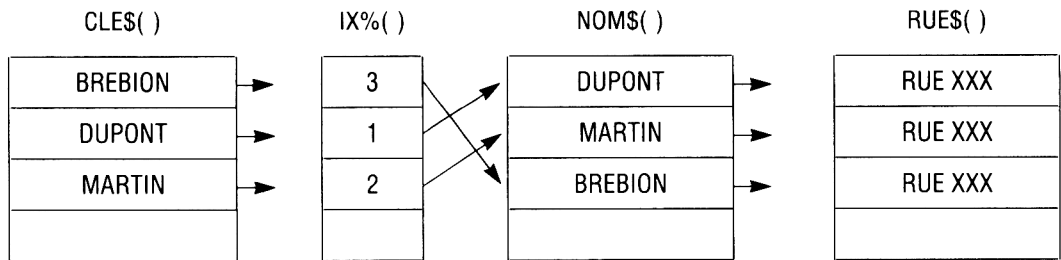 CLE$( ) IX%( ) NOM$( ) RUE$( )
BREBION 3 DUPONT RUE XXX
DUPONT 1 MARTIN RUE XXX
MARTIN 2 BREBION RUE XXX